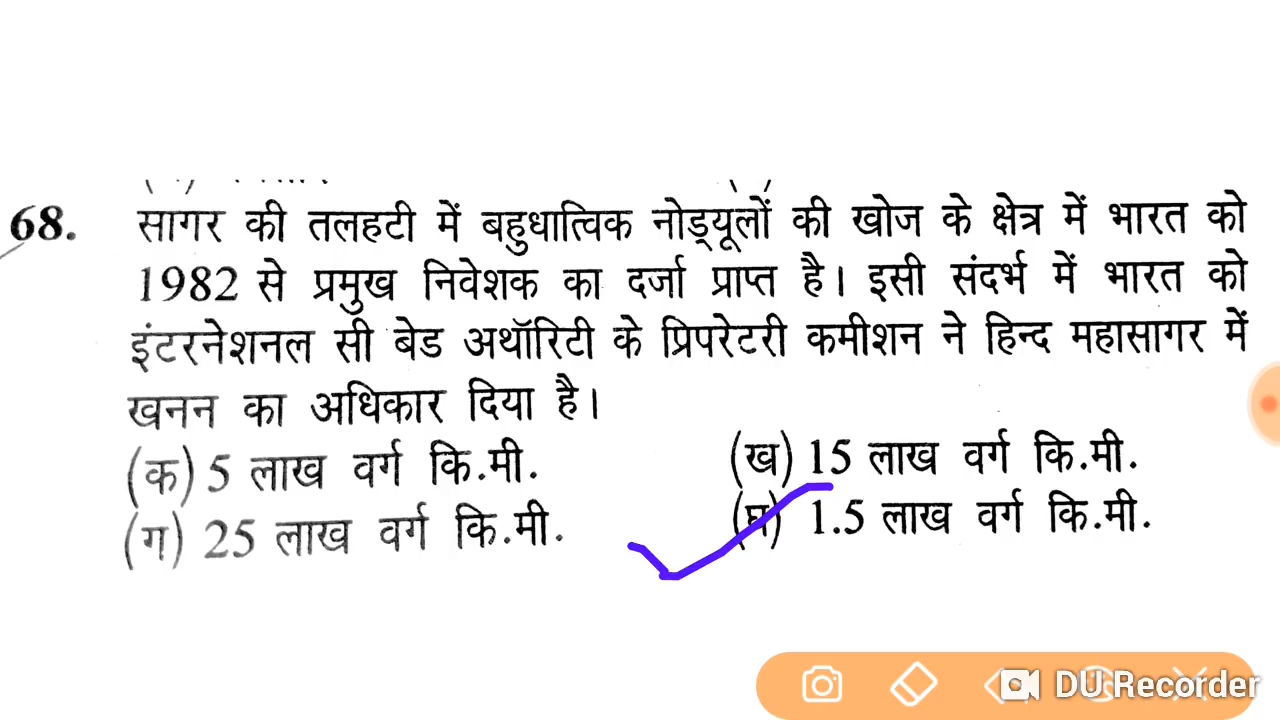 68. सागर की तलहटी में बहुधात्विक नोड्यूलों की खोज के क्षेत्र में भारत को
1982 से प्रमुख निवेशक का दर्जा प्राप्त है। इसी संदर्भ में भारत को
इंटरनेशनल सी बेड अथॉरिटी के प्रिपरेटरी कमीशन ने हिन्द महासागर में
खनन का अधिकार दिया है।
(क) 5 लाख वर्ग कि.मी. (ख) 15 लाख वर्ग कि.मी.
(ग) 25 लाख वर्ग कि.मी. (घ) 1.5 लाख वर्ग कि.मी.
DU Recorder